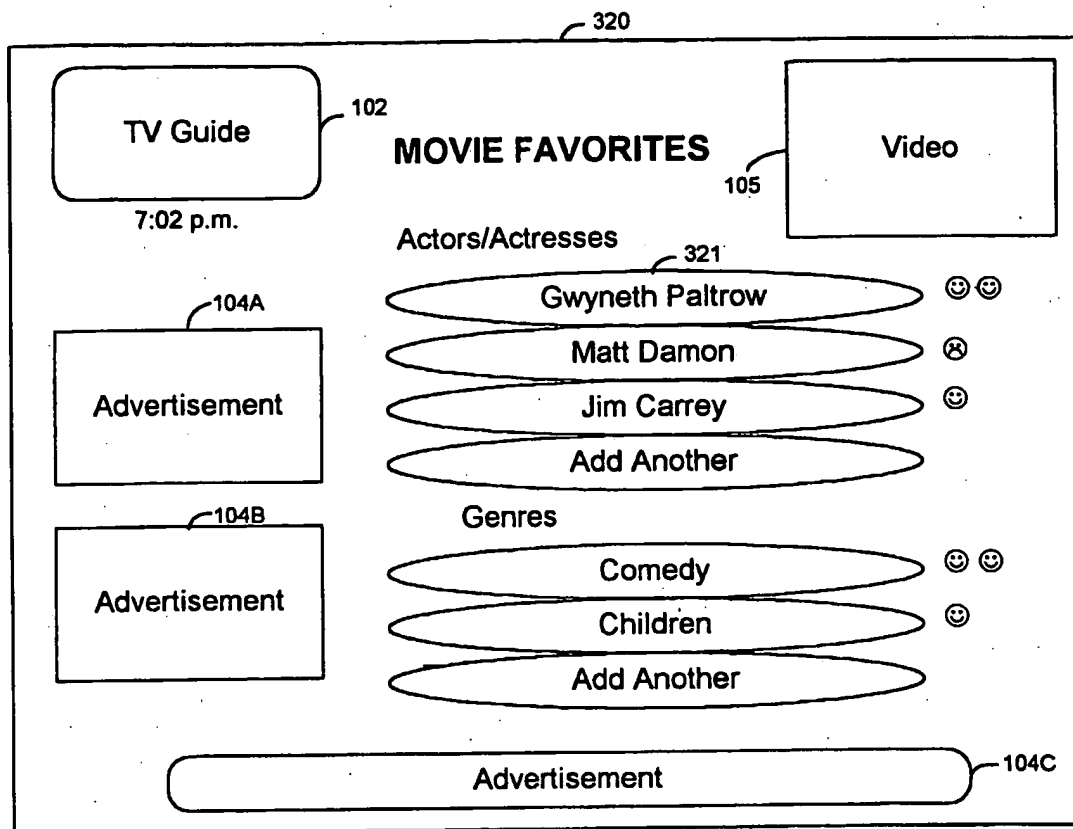 320
TV Guide
102
MOVIE FAVORITES
Video
105
7:02 p.m.
Actors/Actresses
321
Gwyneth Paltrow
Matt Damon
Jim Carrey
Add Another
104A
Advertisement
104B
Advertisement
Genres
Comedy
Children
Add Another
Advertisement
104C